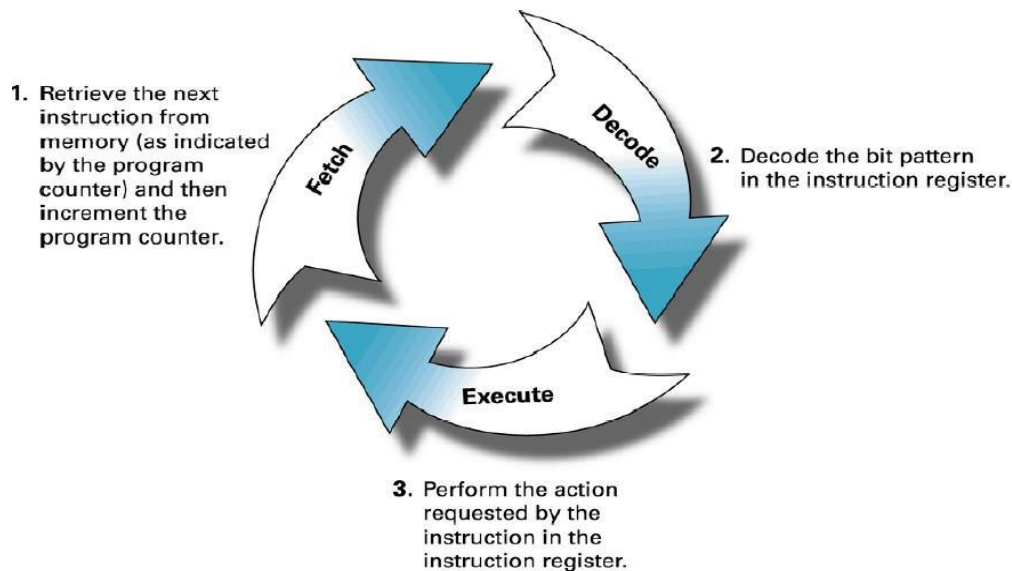 1. Retrieve the next
instruction from
memory (as indicated
by the program
counter) and then
increment the
program counter.
Fetch
Decode
2. Decode the bit pattern
in the instruction register.
Execute
3. Perform the action
requested by the
instruction in the
instruction register.